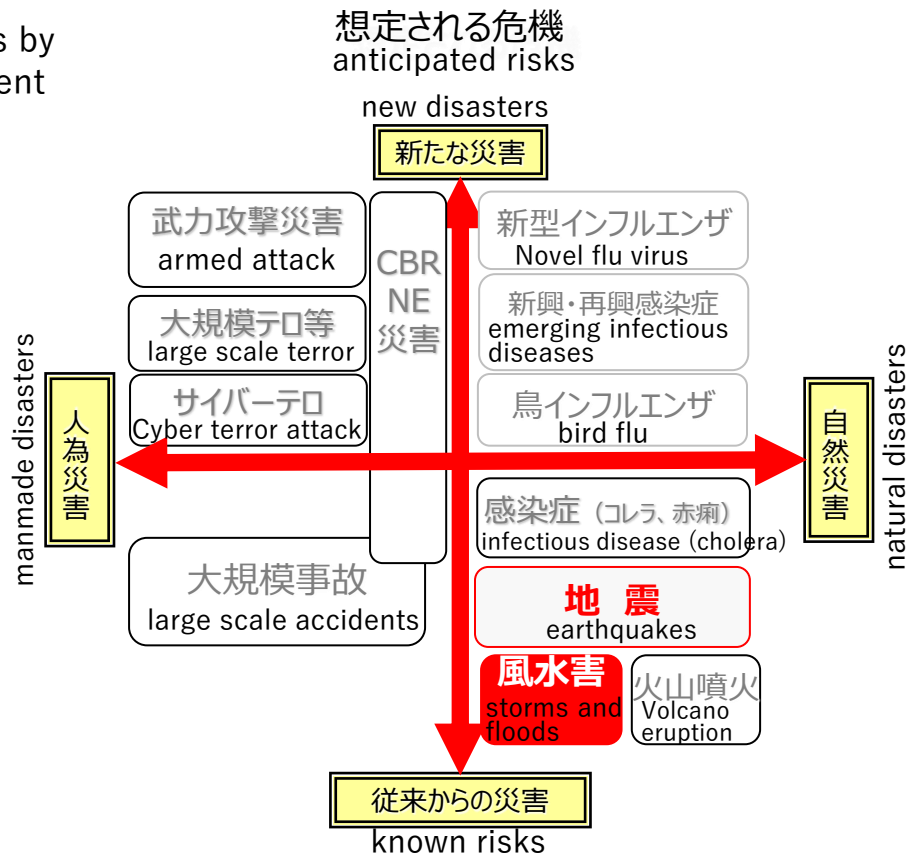 s by
ent
想定される危機
anticipated risks
new disasters
新たな災害
武力攻撃災害
armed attack
大規模テロ等
large scale terror
サイバーテロ
Cyber terror attack
CBR
NE
災害
新型インフルエンザ
Novel flu virus
新興・再興感染症
emerging infectious
diseases
鳥インフルエンザ
bird flu
manmade disasters
人為災害
自然災害
natural disasters
感染症（コレラ、赤痢）
infectious disease (cholera)
大規模事故
large scale accidents
地 震
earthquakes
風水害
storms and
floods
火山噴火
Volcano
eruption
従来からの災害
known risks